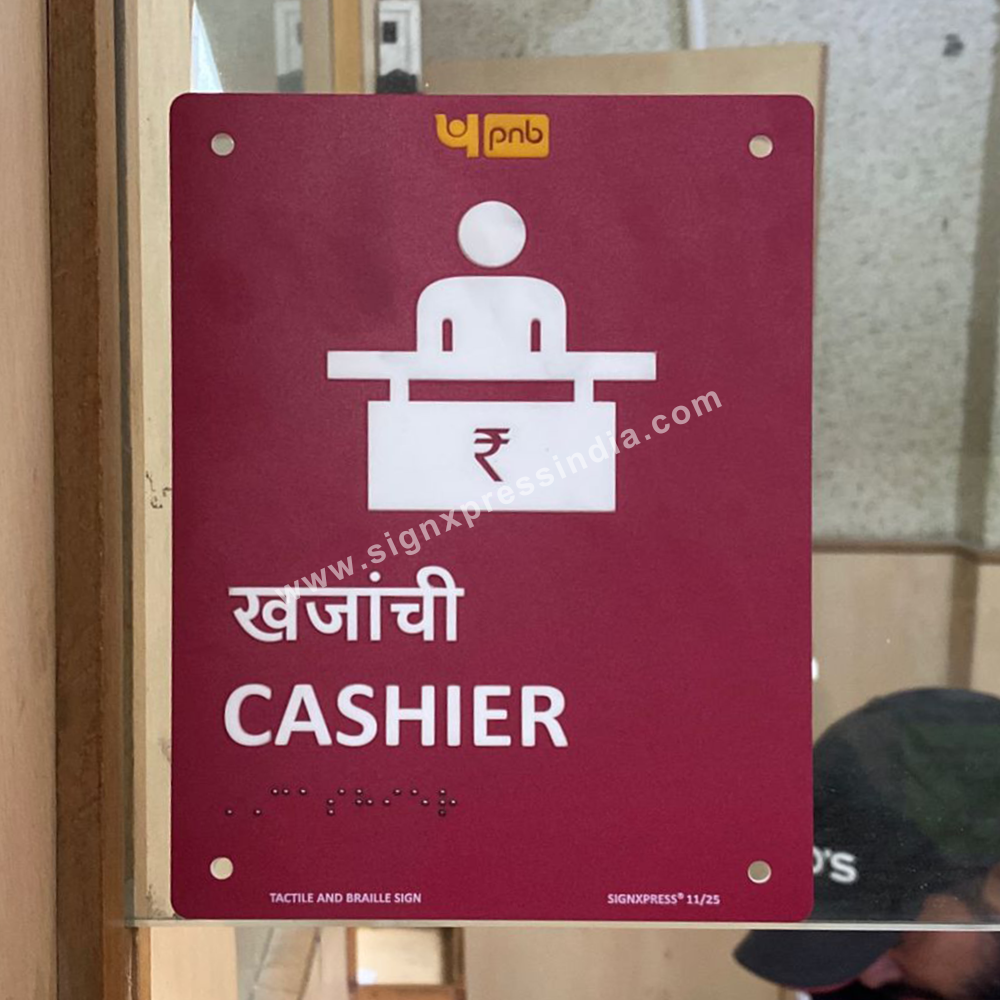 pnb
₹
www.signxpressindia.com
खजांची
CASHIER
⠠⠠⠉⠁⠎⠓⠊⠑⠗
TACTILE AND BRAILLE SIGN
SIGNXPRESS® 11/25
'S